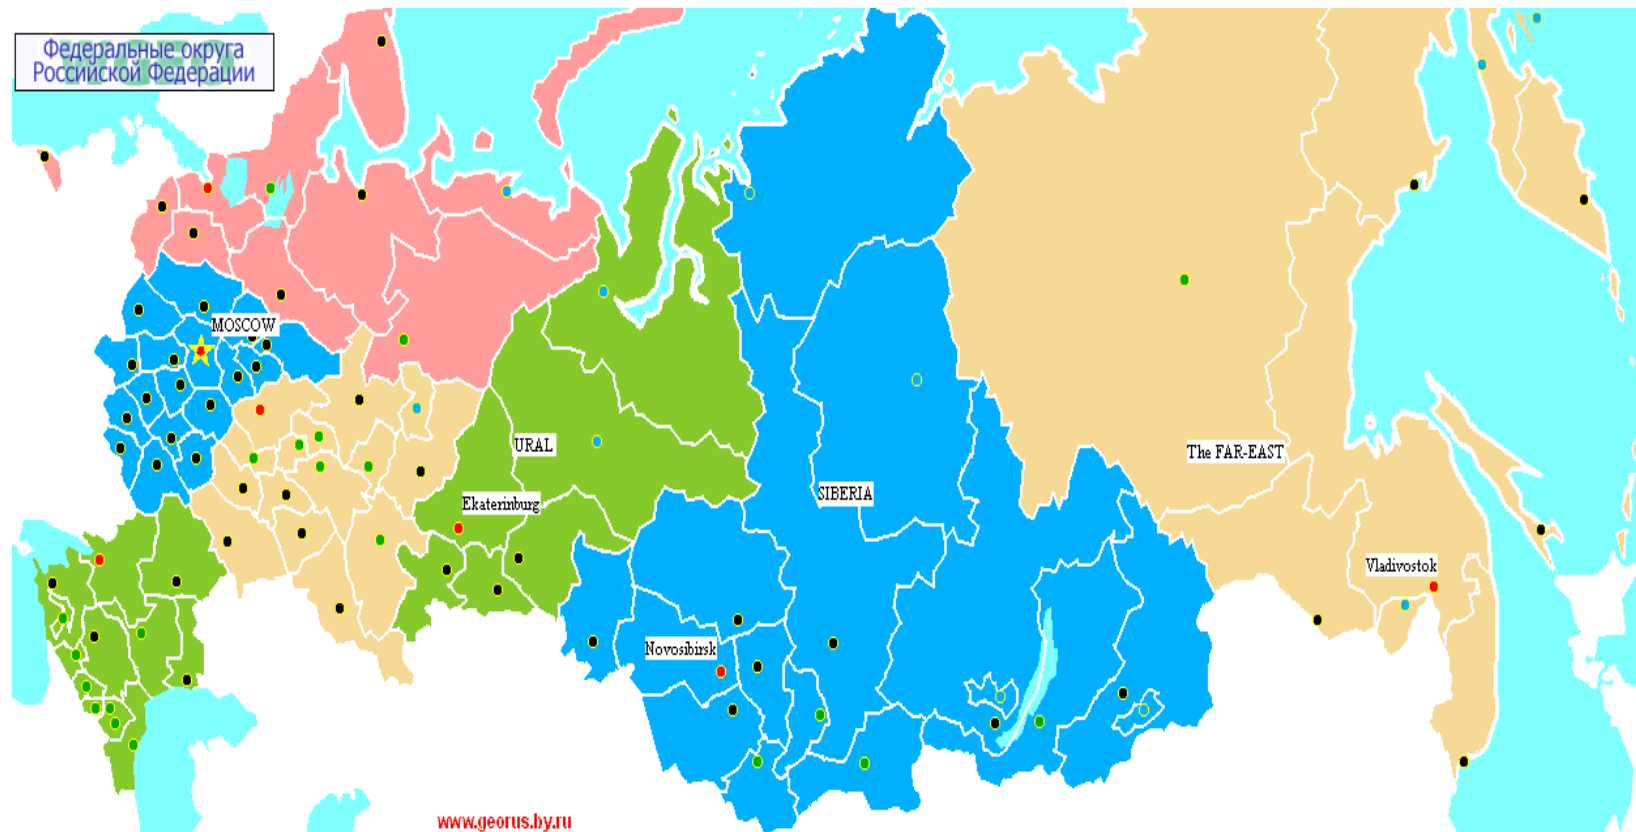 Федеральные округа
Российской Федерации
MOSCOW
URAL
The FAR-EAST
SIBERIA
Ekaterinburg
Vladivostok
Novosibirsk
www.georus.by.ru